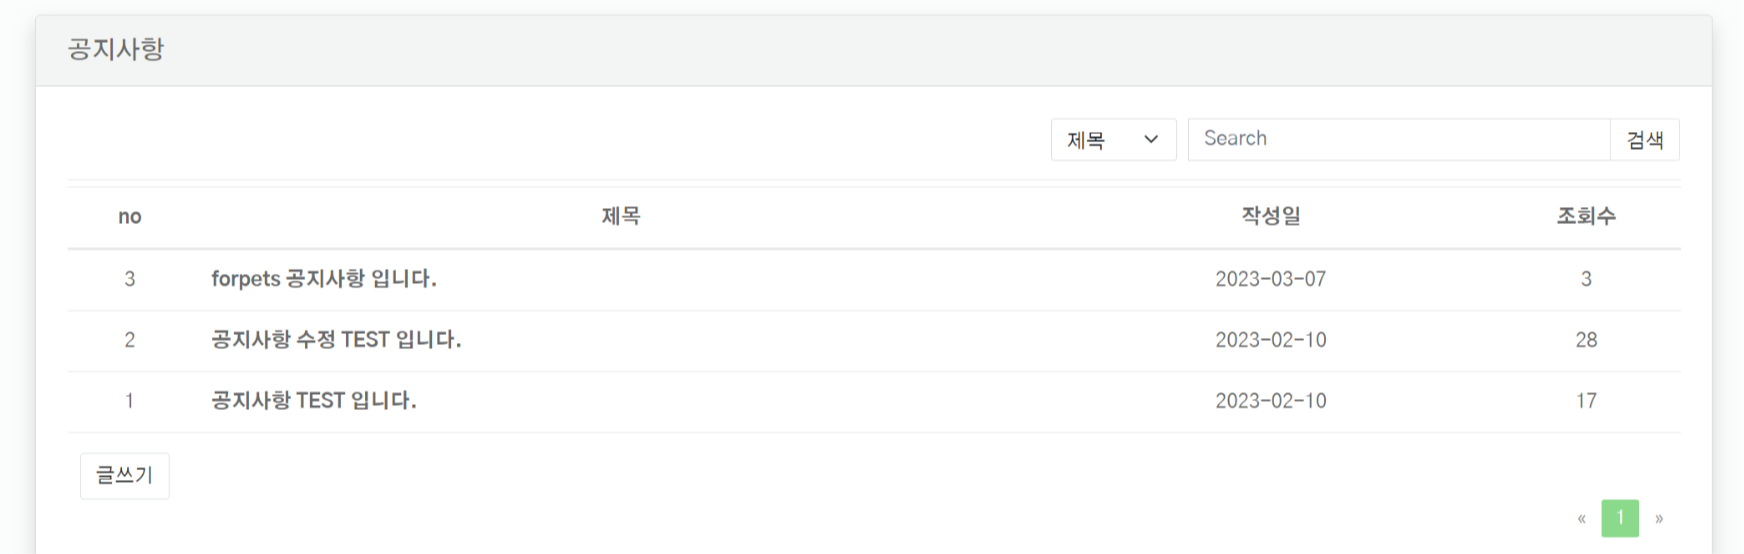 공지사항
제목 Search 검색
no 제목 작성일 조회수
3 forpets 공지사항 입니다. 2023-03-07 3
2 공지사항 수정 TEST 입니다. 2023-02-10 28
1 공지사항 TEST 입니다. 2023-02-10 17
글쓰기
« 1 »